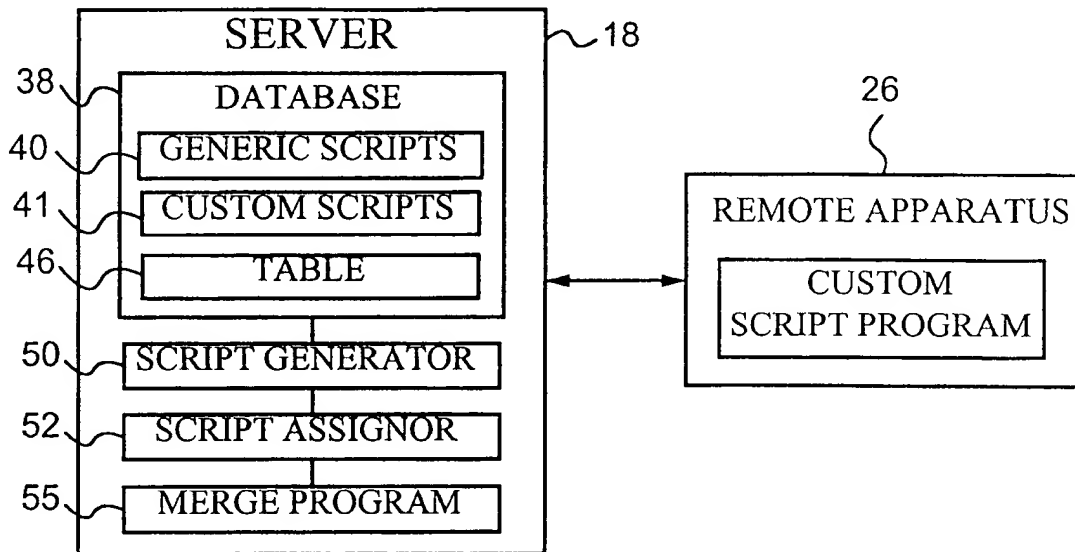 SERVER
18
38
DATABASE
40
GENERIC SCRIPTS
41
CUSTOM SCRIPTS
46
TABLE
50
SCRIPT GENERATOR
52
SCRIPT ASSIGNOR
55
MERGE PROGRAM
26
REMOTE APPARATUS
CUSTOM
SCRIPT PROGRAM